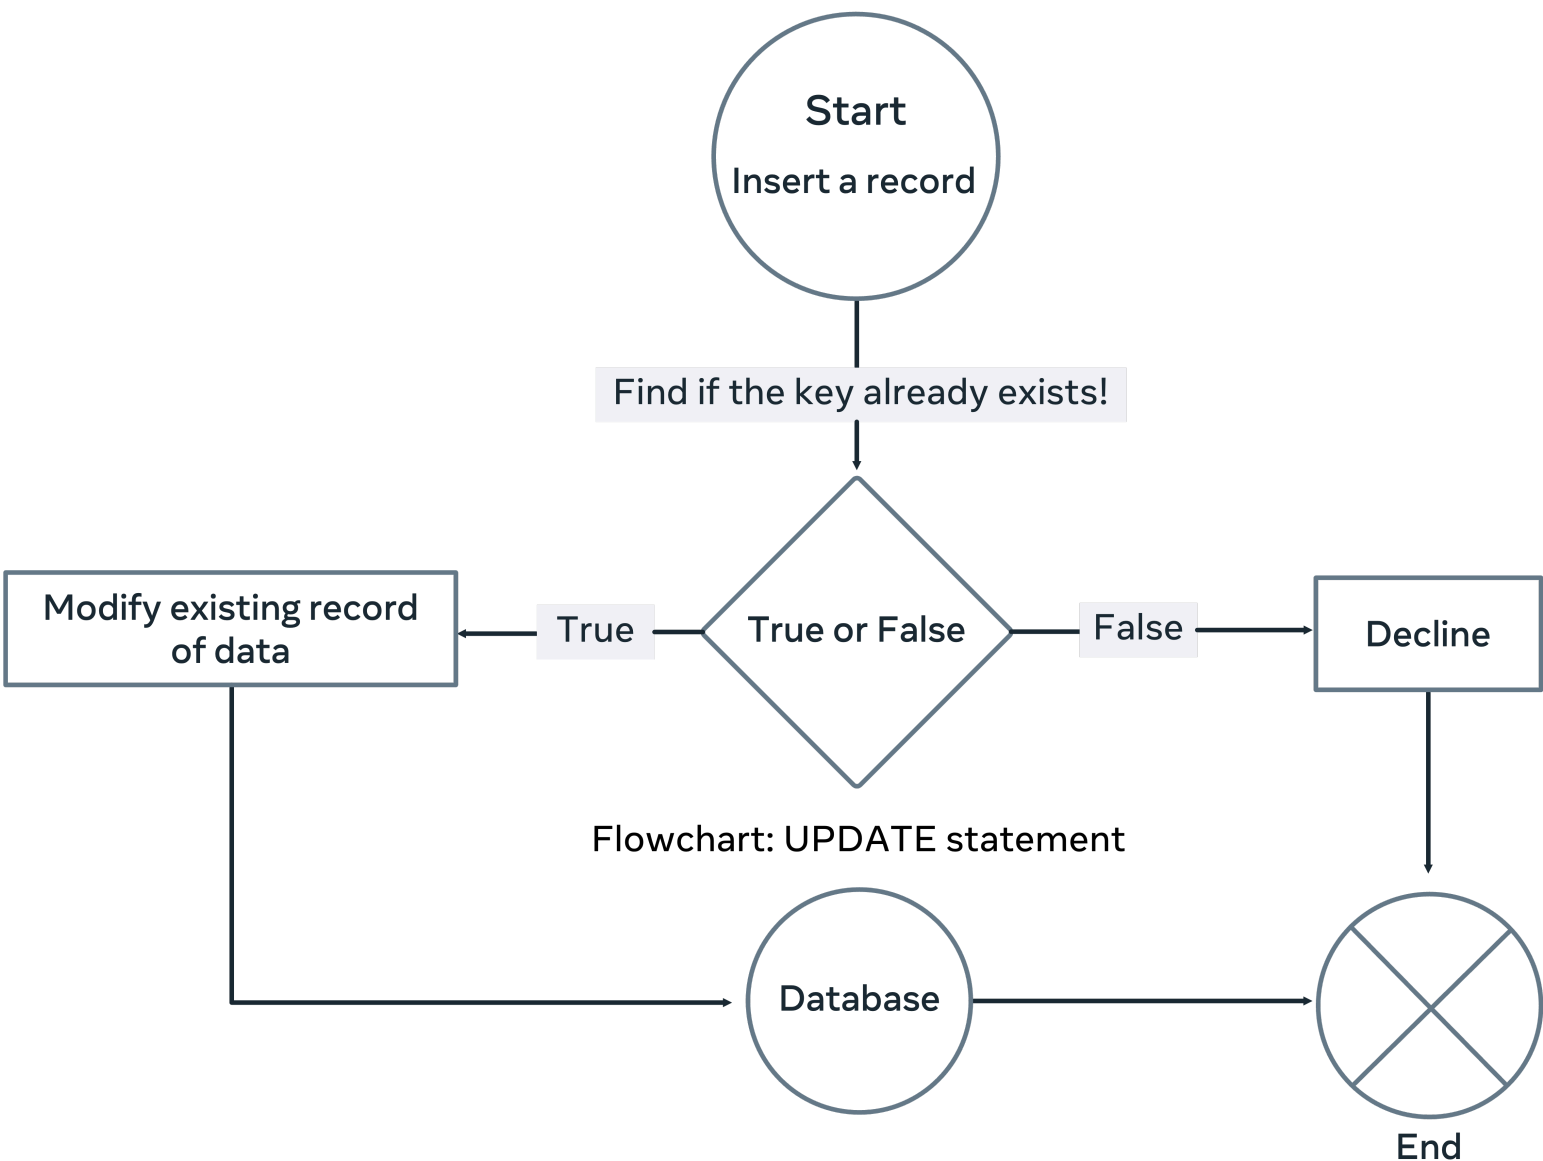 Start
Insert a record
Find if the key already exists!
Modify existing record
of data
True
True or False
False
Decline
Flowchart: UPDATE statement
Database
End